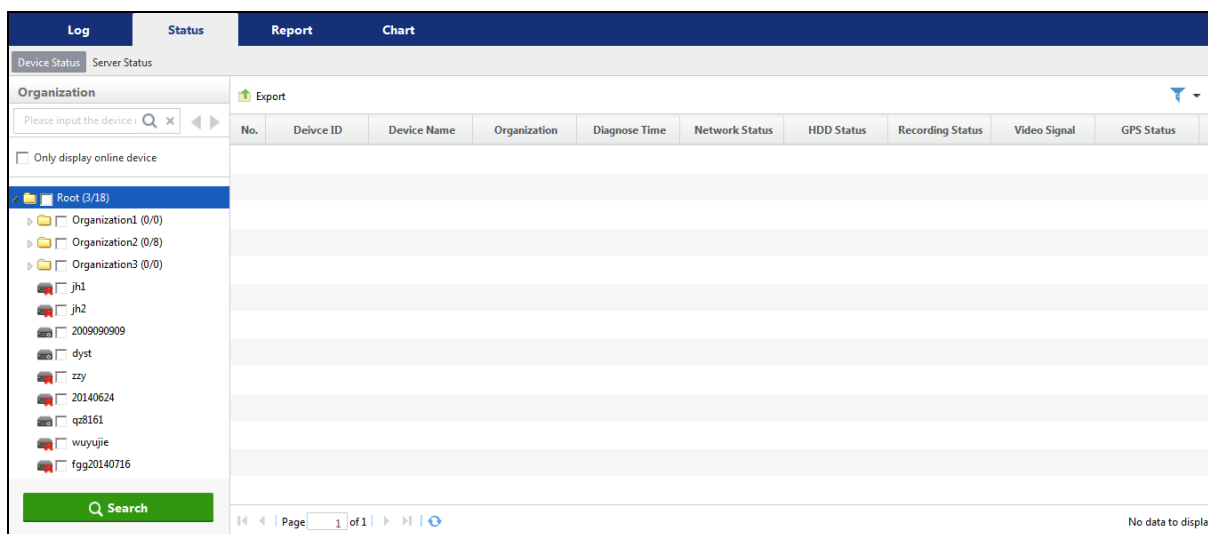 Log Status Report Chart
Device Status Server Status
Organization
Export
Please input the device
No. Deivce ID Device Name Organization Diagnose Time Network Status HDD Status Recording Status Video Signal GPS Status
Only display online device
Root (3/18)
Organization1 (0/0)
Organization2 (0/8)
Organization3 (0/0)
jh1
jh2
2009090909
dyst
zzy
20140624
qz8161
wuyujie
fgg20140716
Search
Page 1 of 1
No data to displa